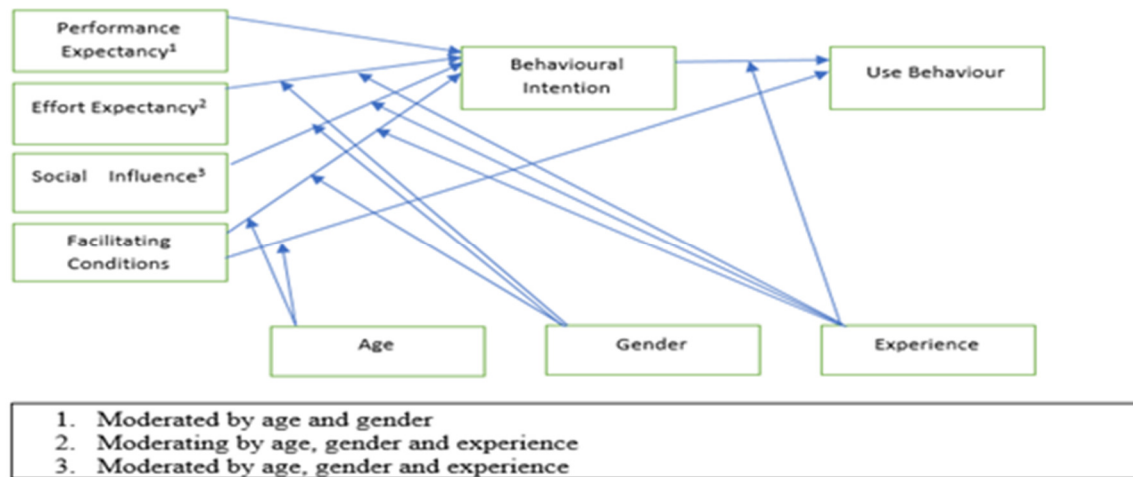 Performance
Expectancy¹
Effort Expectancy²
Social Influence³
Facilitating
Conditions
Behavioural
Intention
Use Behaviour
Age
Gender
Experience
1. Moderated by age and gender
2. Moderating by age, gender and experience
3. Moderated by age, gender and experience